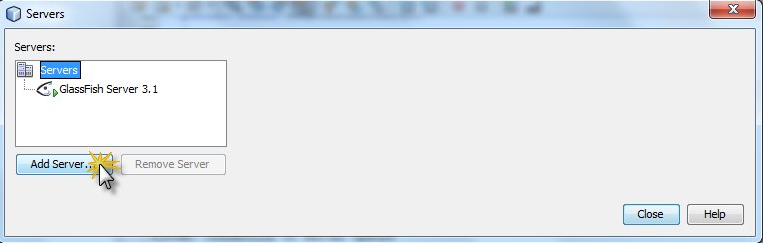 Servers
Servers:
Servers
GlassFish Server 3.1
Add Server...
Remove Server
Close
Help